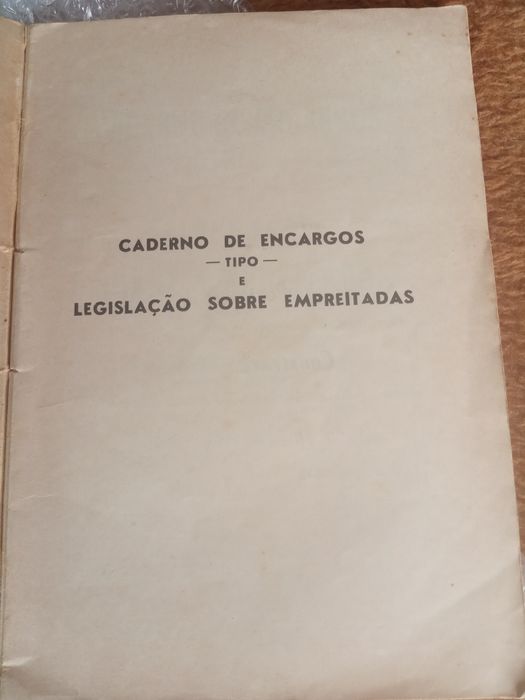 CADERNO DE ENCARGOS
— TIPO —
E
LEGISLAÇÃO SOBRE EMPREITADAS